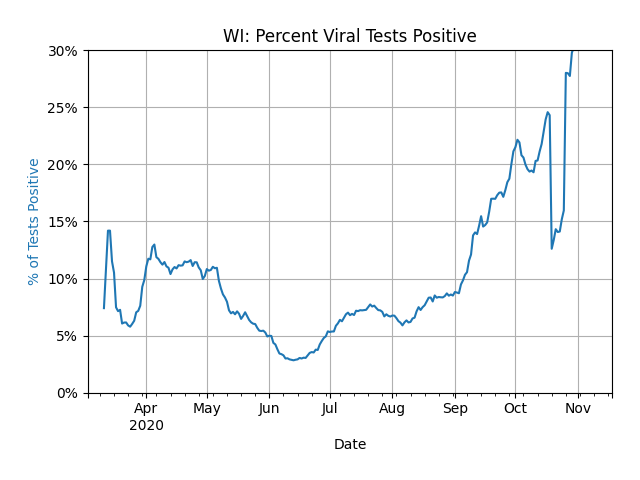 WI: Percent Viral Tests Positive
30%
25%
20%
15%
10%
5%
0%
% of Tests Positive
Apr May Jun Jul Aug Sep Oct Nov
2020
Date